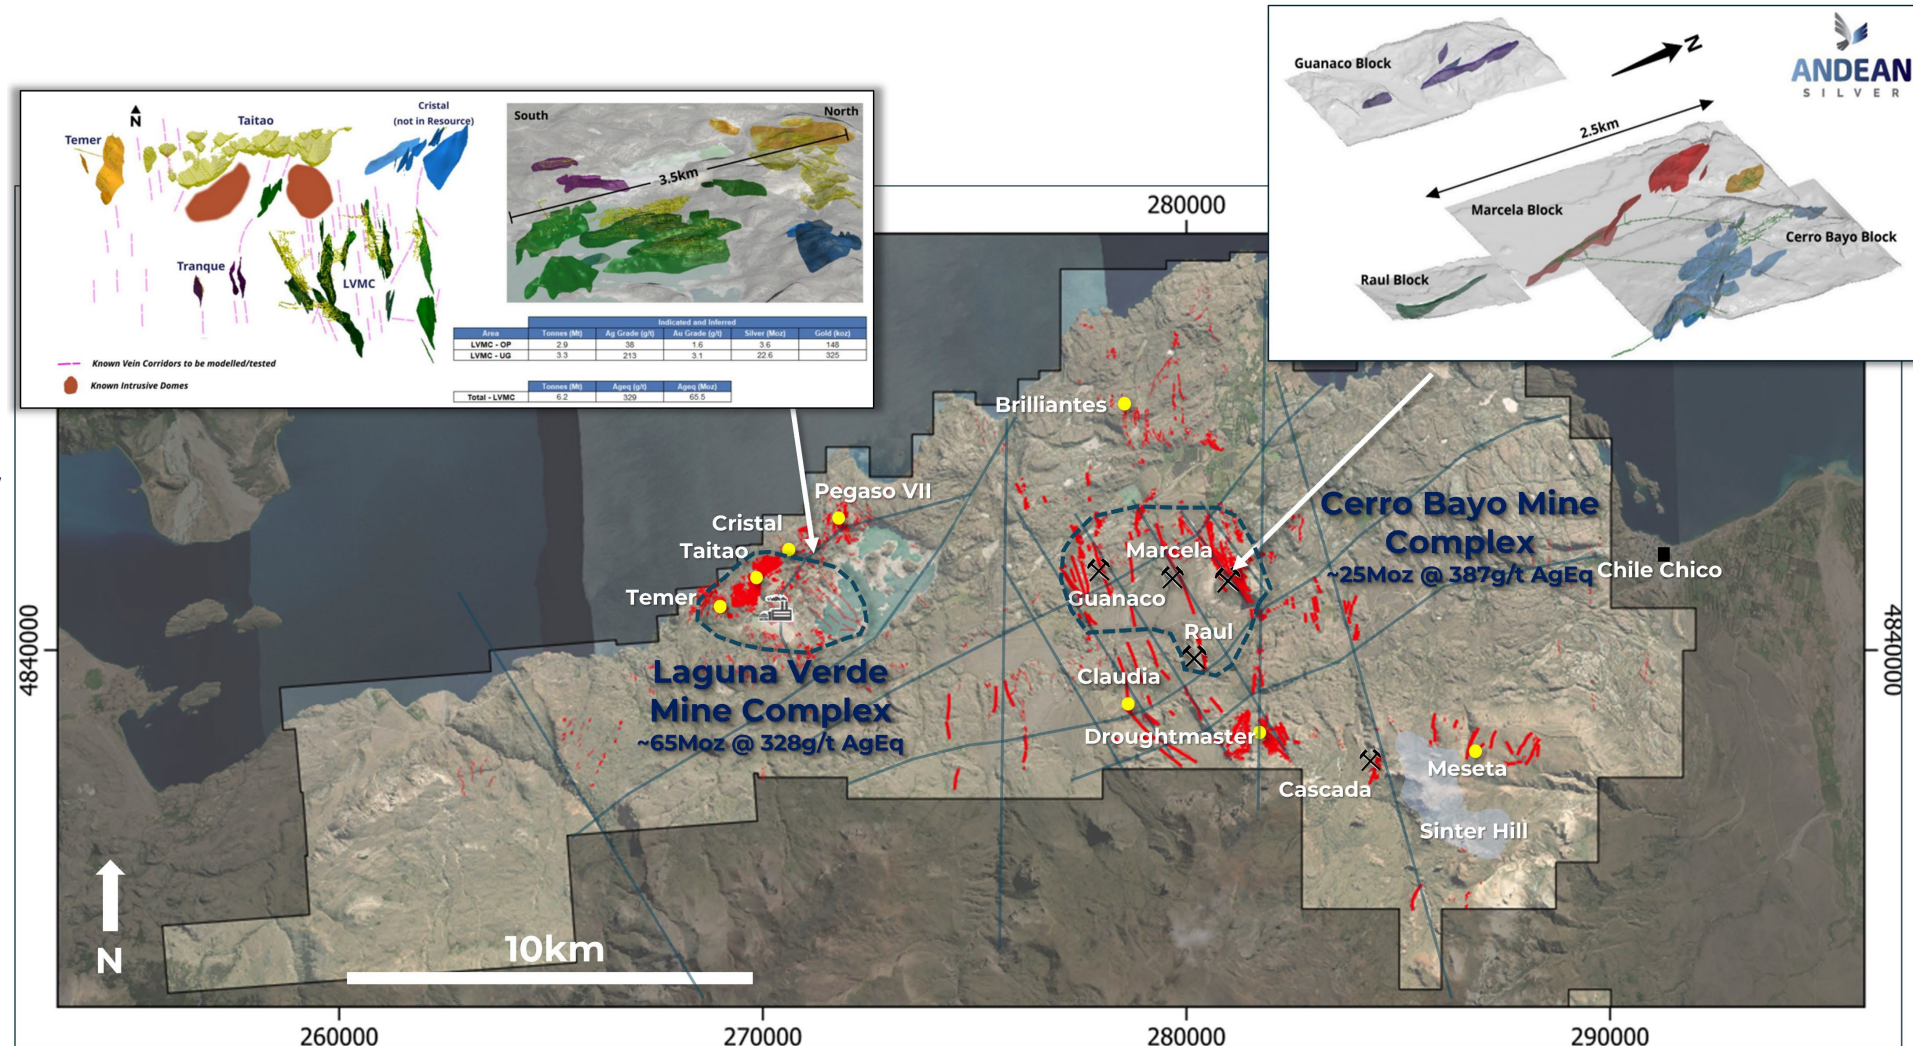 Guanaco Block
N
ANDEAN
SILVER
2.5km
Marcela Block
Cerro Bayo Block
Raul Block
N
Temer
Taitao
Cristal
(not in Resource)
Tranque
LVMC
Known Vein Corridors to be modelled/tested
Known Intrusive Domes
South
North
3.5km
Indicated and Inferred
Area Tonnes (Mt) Ag Grade (g/t) Au Grade (g/t) Silver (Moz) Gold (koz)
LVMC - OP 2.9 38 1.6 3.6 148
LVMC - UG 3.3 213 3.1 22.6 325
Tonnes (Mt) Ageq (g/t) Ageq (Moz)
Total - LVMC 6.2 329 65.5
280000
Brilliantes
Pegaso VII
Cristal
Taitao
Temer
Marcela
Guanaco
Raul
Cerro Bayo Mine
Complex
~25Moz @ 387g/t AgEq
Chile Chico
4840000
4840000
Laguna Verde
Mine Complex
~65Moz @ 328g/t AgEq
Claudia
Droughtmaster
Cascada
Meseta
Sinter Hill
N
10km
260000
270000
280000
290000